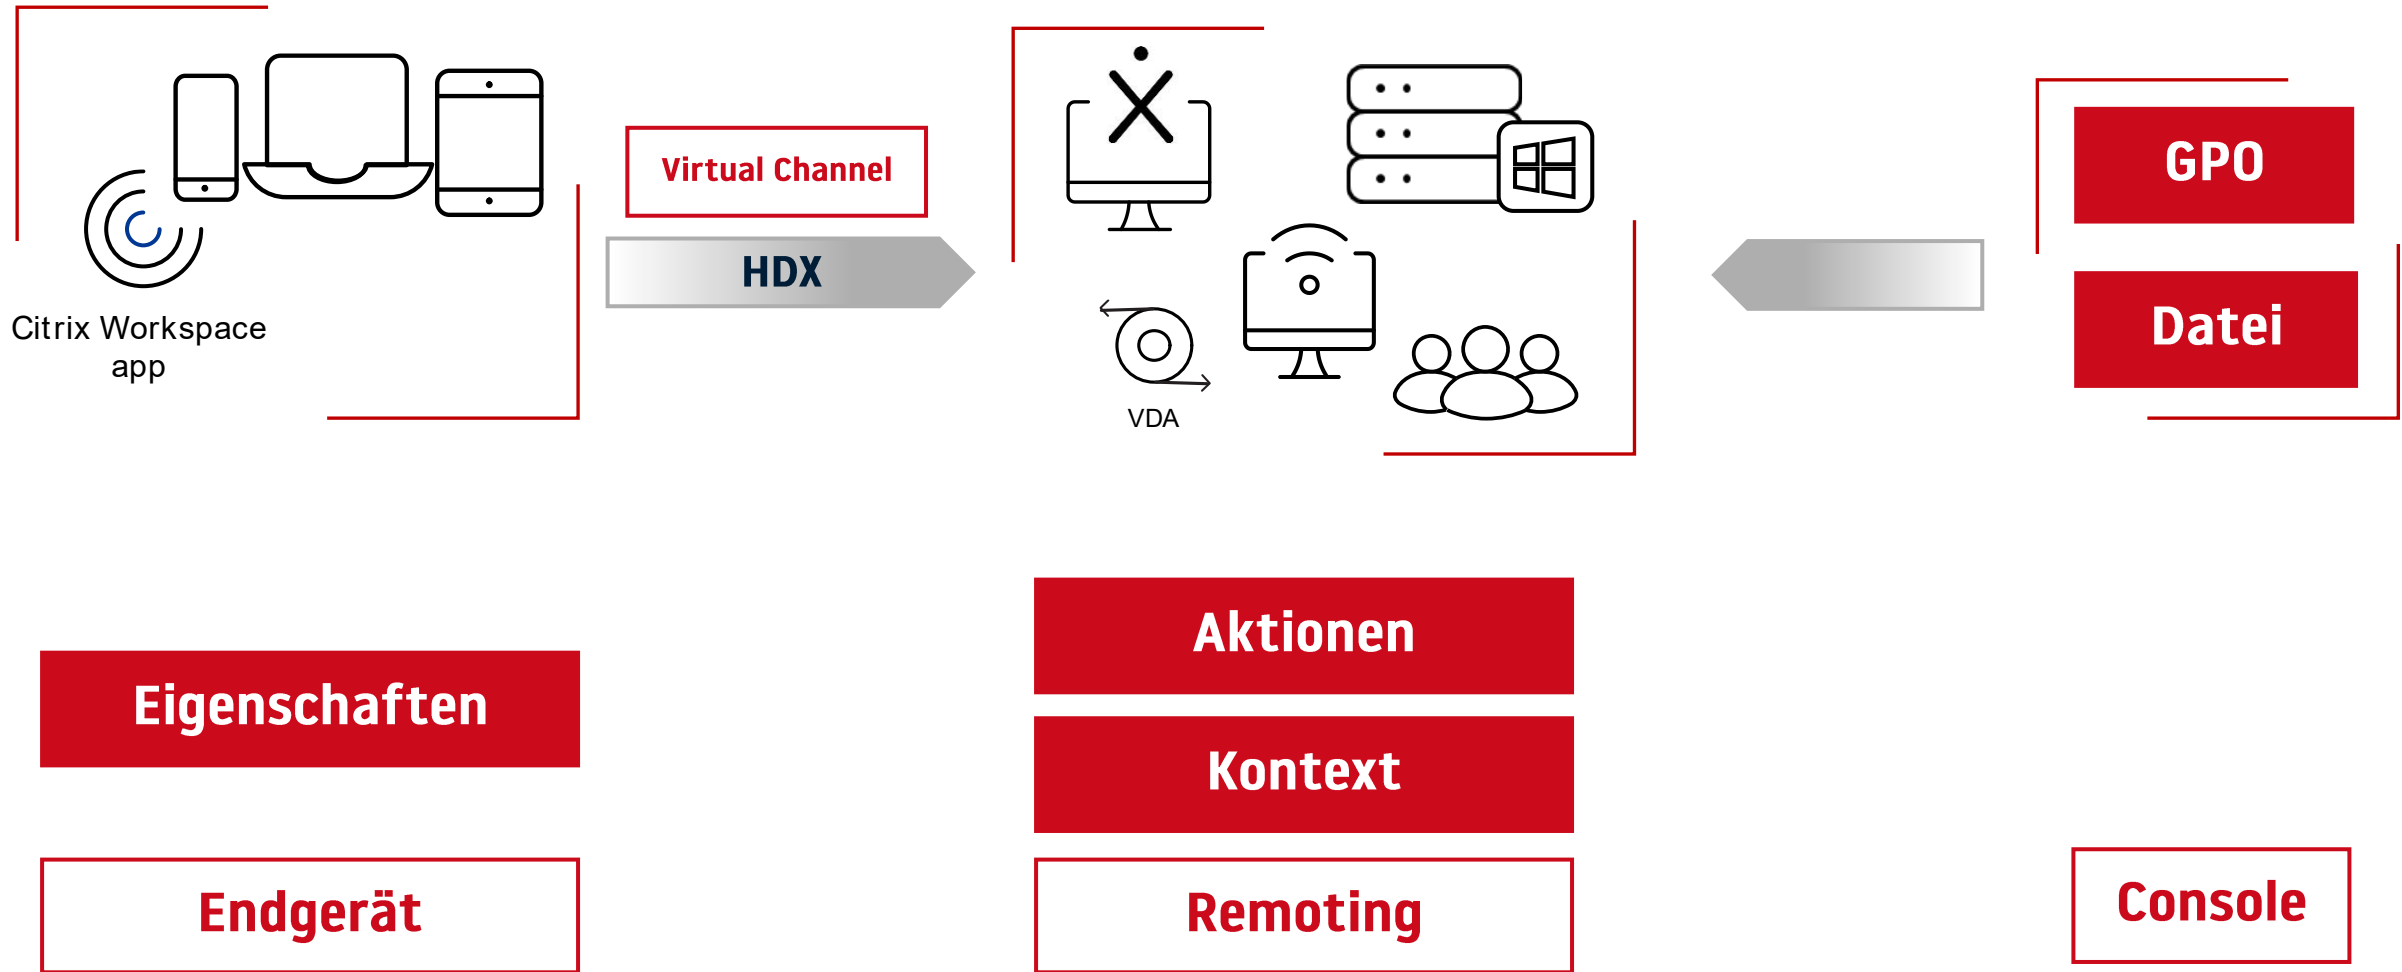 Citrix Workspace
app
Virtual Channel
HDX
VDA
GPO
Datei
Eigenschaften
Aktionen
Kontext
Endgerät
Remoting
Console